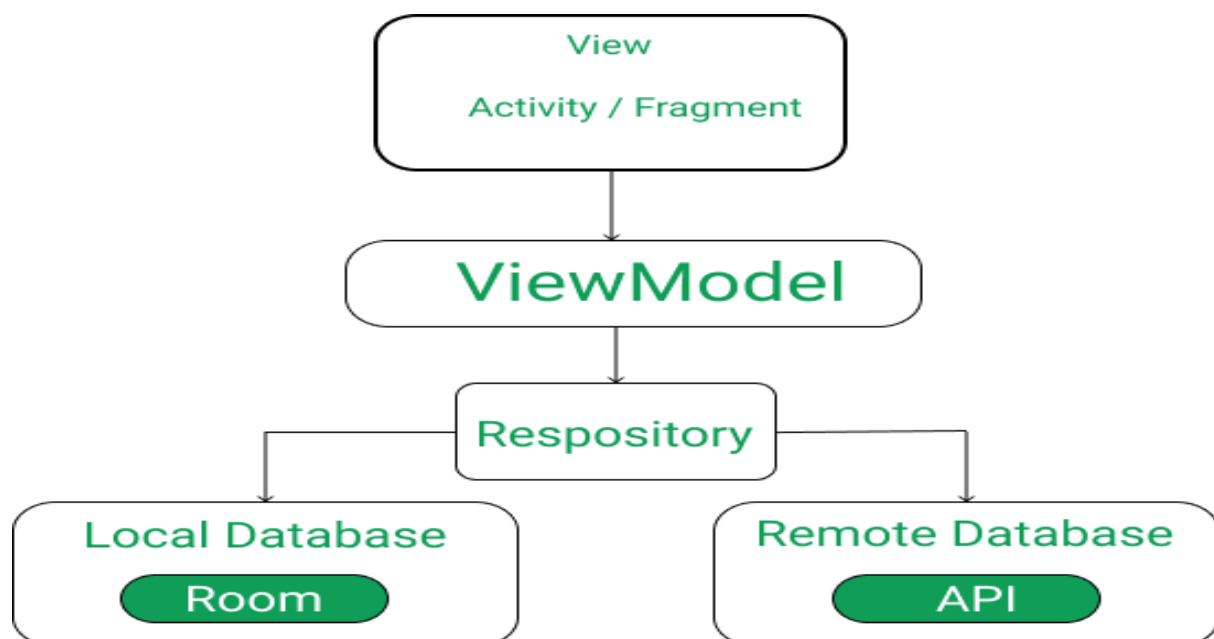 View
Activity / Fragment
ViewModel
Respository
Local Database
Room
Remote Database
API